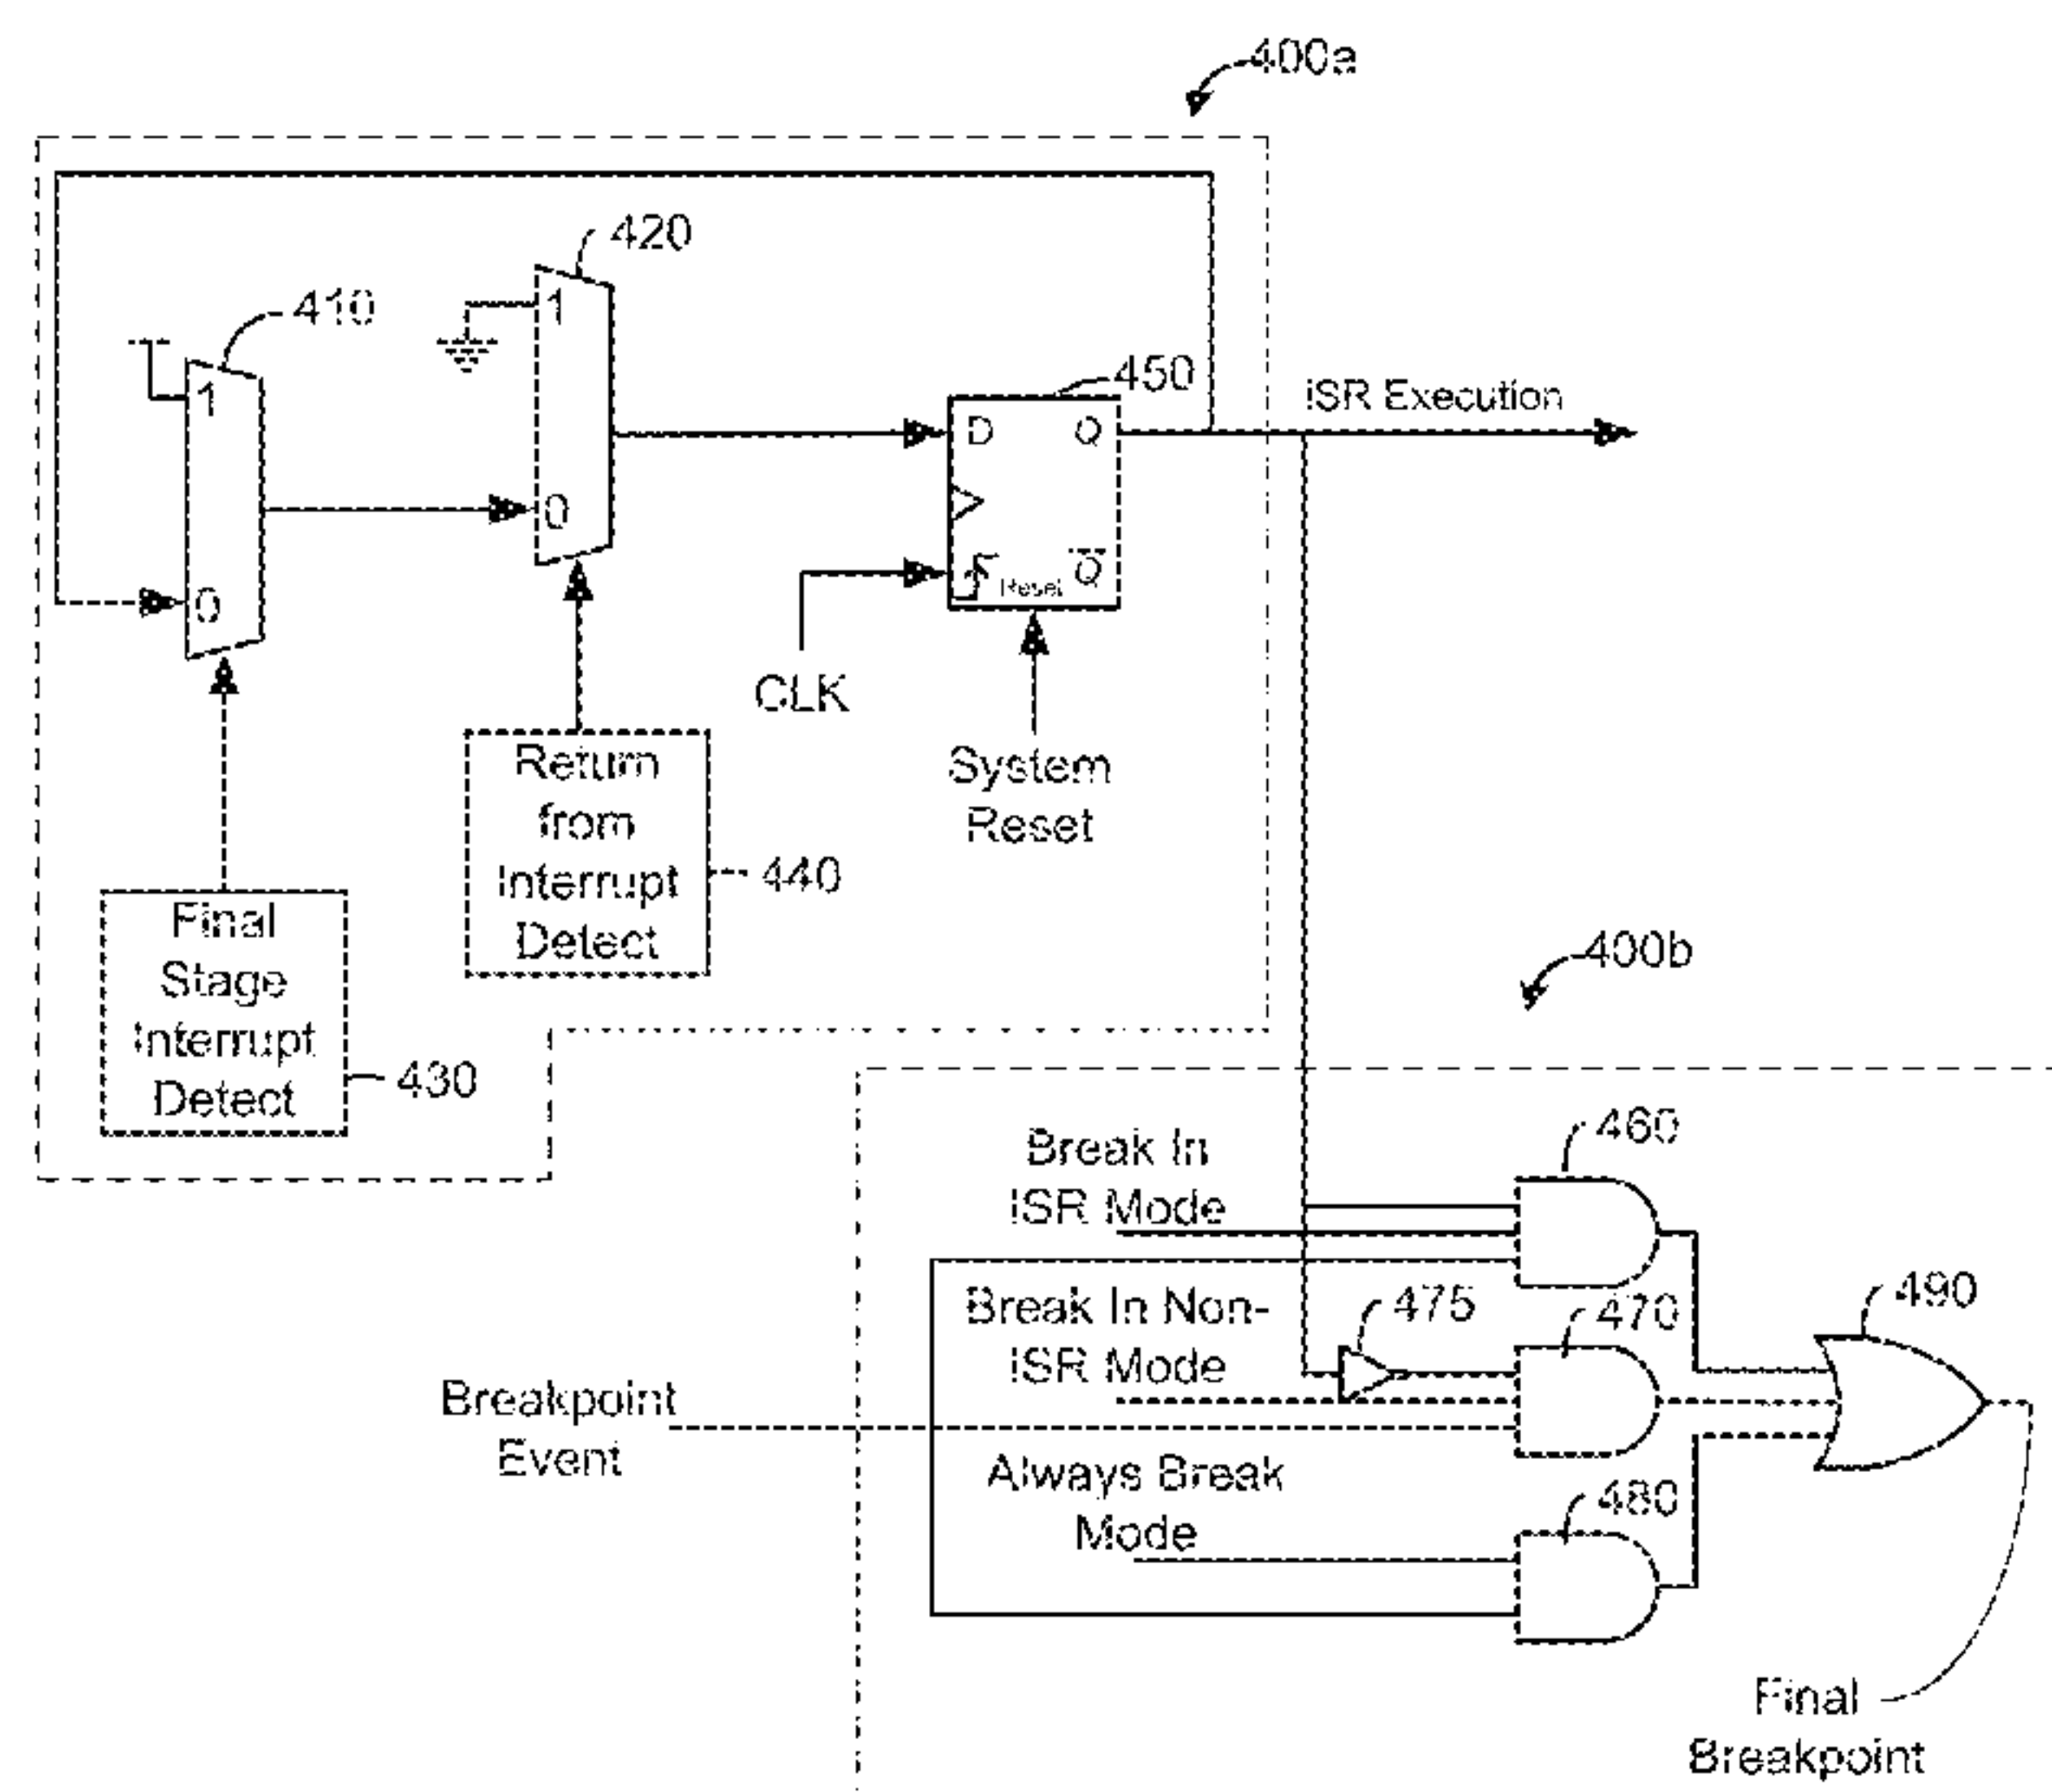 400a
420
410
1
1
450
ISR Execution
D
Q
0
0
Reset
Q
CLK
Return
from
Interrupt
Detect
440
System
Reset
Final
Stage
Interrupt
Detect
430
400b
Break In
ISR Mode
460
Break In Non-
ISR Mode
475
470
490
Breakpoint
Event
Always Break
Mode
480
Final
Breakpoint